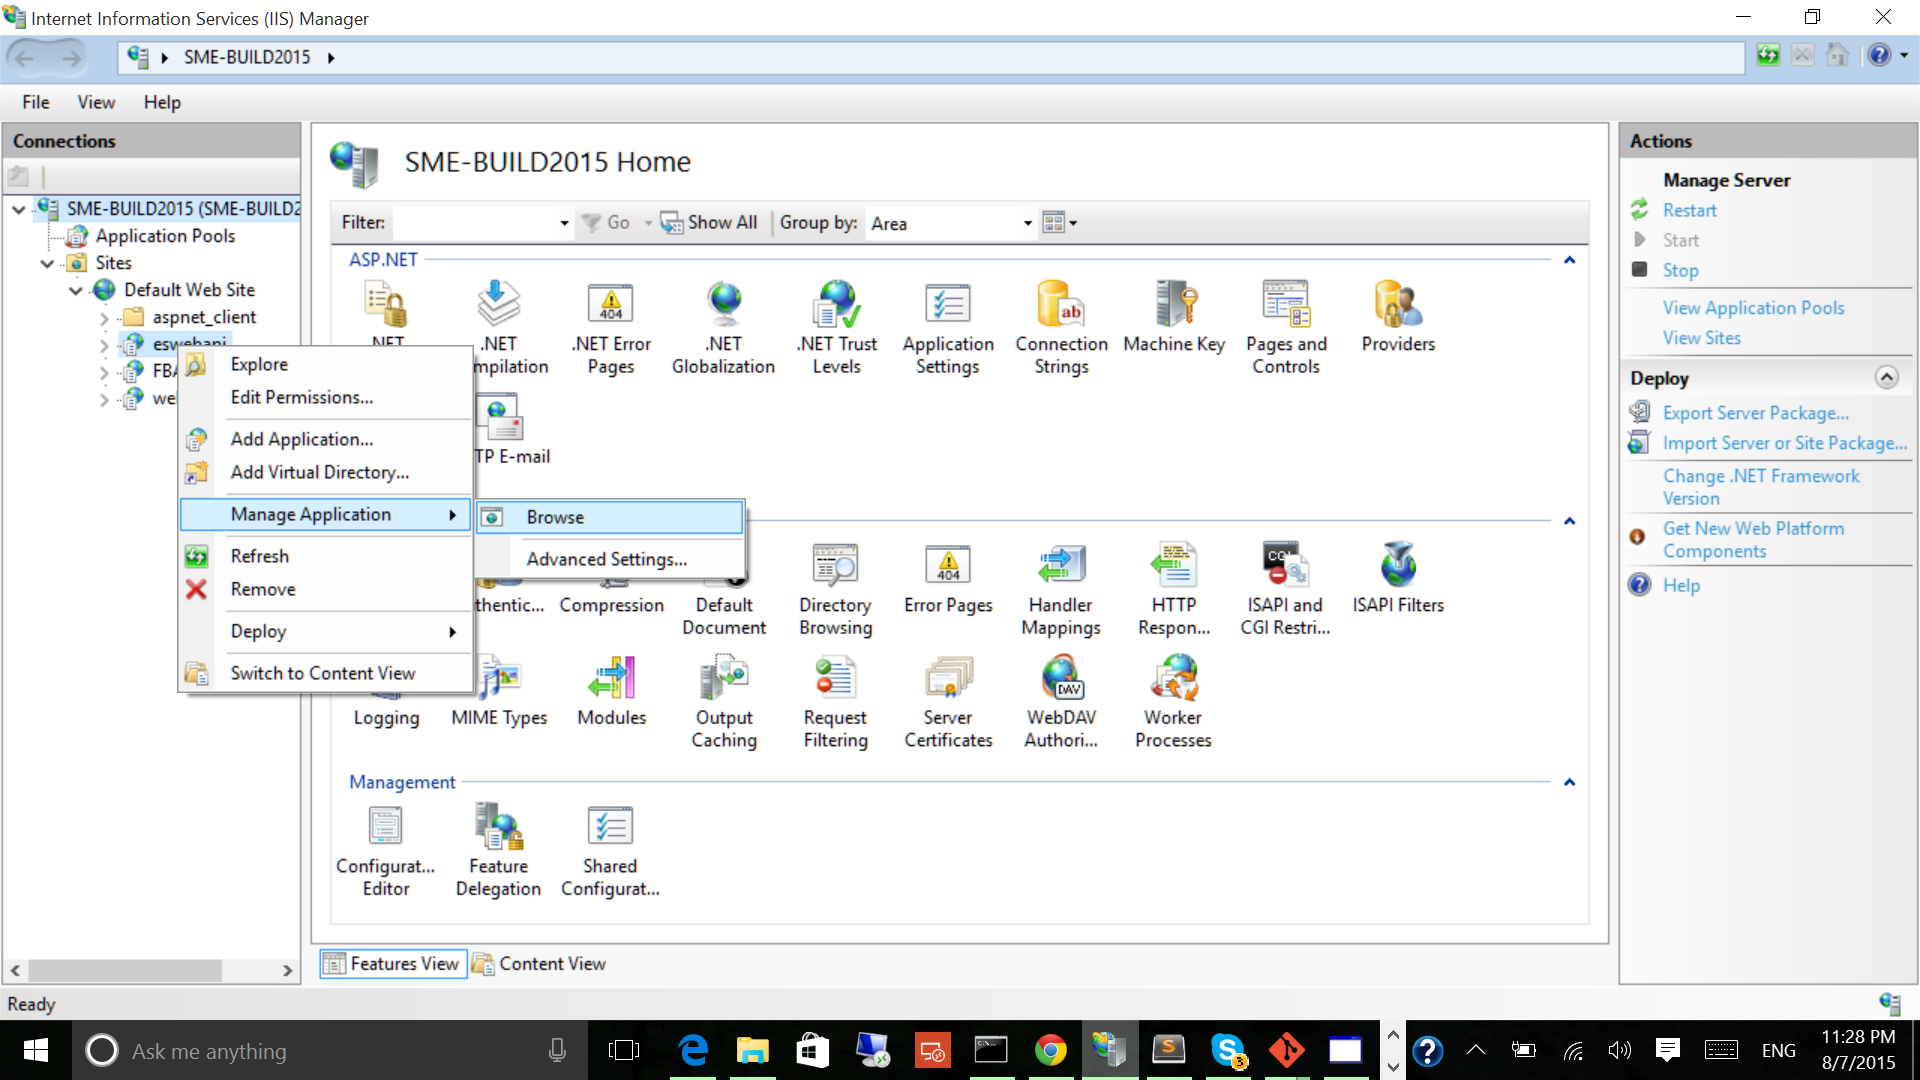 Internet Information Services (IIS) Manager
SME-BUILD2015
File View Help
Connections
SME-BUILD2015 (SME-BUILD2
Application Pools
Sites
Default Web Site
aspnet_client
eswebapi
FBA
we
Explore
Edit Permissions...
Add Application...
Add Virtual Directory...
Manage Application
Refresh
Remove
Deploy
Switch to Content View
Browse
Advanced Settings...
SME-BUILD2015 Home
Filter: Go Show All Group by: Area
ASP.NET
.NET
.NET
mpilation
.NET Error
Pages
.NET
Globalization
.NET Trust
Levels
Application
Settings
Connection
Strings
Machine Key
Pages and
Controls
Providers
TP E-mail
thentic...
Compression
Default
Document
Directory
Browsing
Error Pages
Handler
Mappings
HTTP
Respon...
ISAPI and
CGI Restri...
ISAPI Filters
Logging
MIME Types
Modules
Output
Caching
Request
Filtering
Server
Certificates
WebDAV
Authori...
Worker
Processes
Management
Configurat...
Editor
Feature
Delegation
Shared
Configurat...
Features View
Content View
Actions
Manage Server
Restart
Start
Stop
View Application Pools
View Sites
Deploy
Export Server Package...
Import Server or Site Package...
Change .NET Framework
Version
Get New Web Platform
Components
Help
Ready
Ask me anything
ENG
11:28 PM
8/7/2015